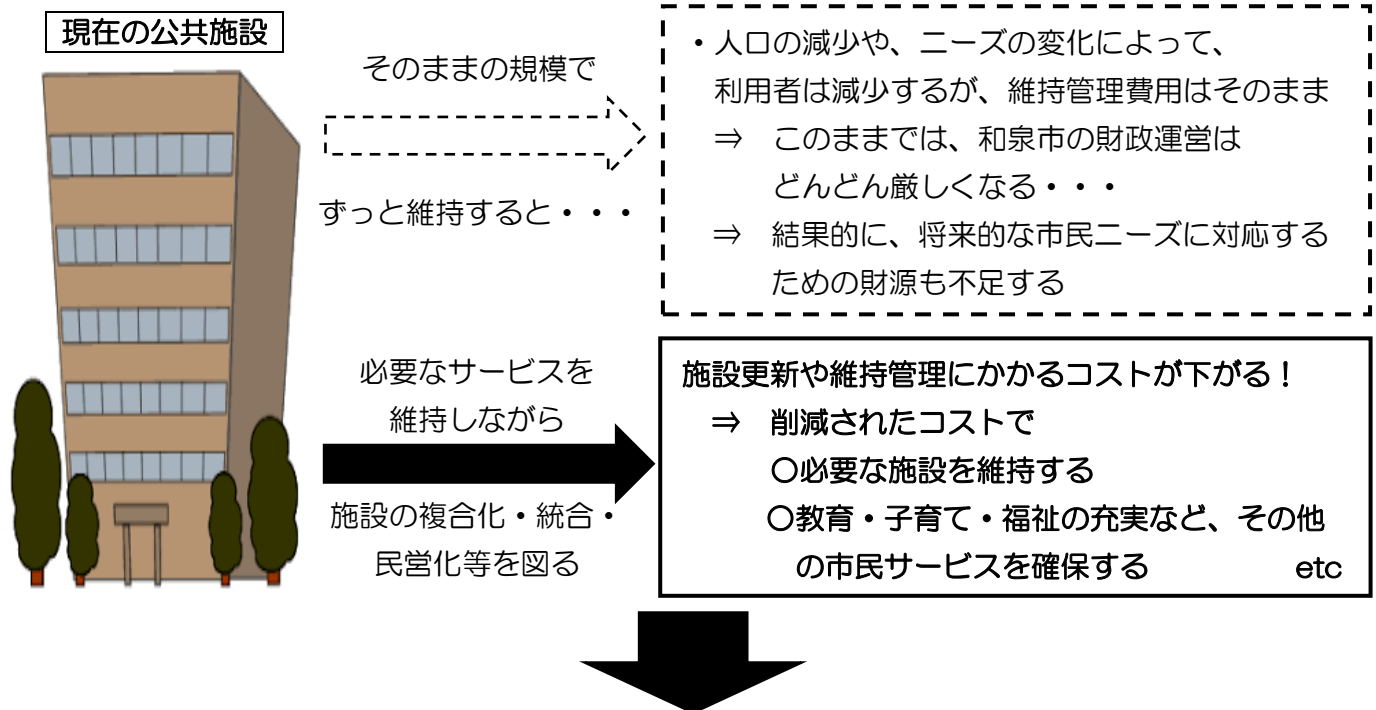 現在の公共施設
そのままの規模で
ずっと維持すると・・・
・人口の減少や、ニーズの変化によって、
利用者は減少するが、維持管理費用はそのまま
⇒ このままでは、和泉市の財政運営は
どんどん厳しくなる・・・
⇒ 結果的に、将来的な市民ニーズに対応する
ための財源も不足する
必要なサービスを
維持しながら
施設の複合化・統合・
民営化等を図る
施設更新や維持管理にかかるコストが下がる！
⇒ 削減されたコストで
○必要な施設を維持する
○教育・子育て・福祉の充実など、その他
の市民サービスを確保する etc